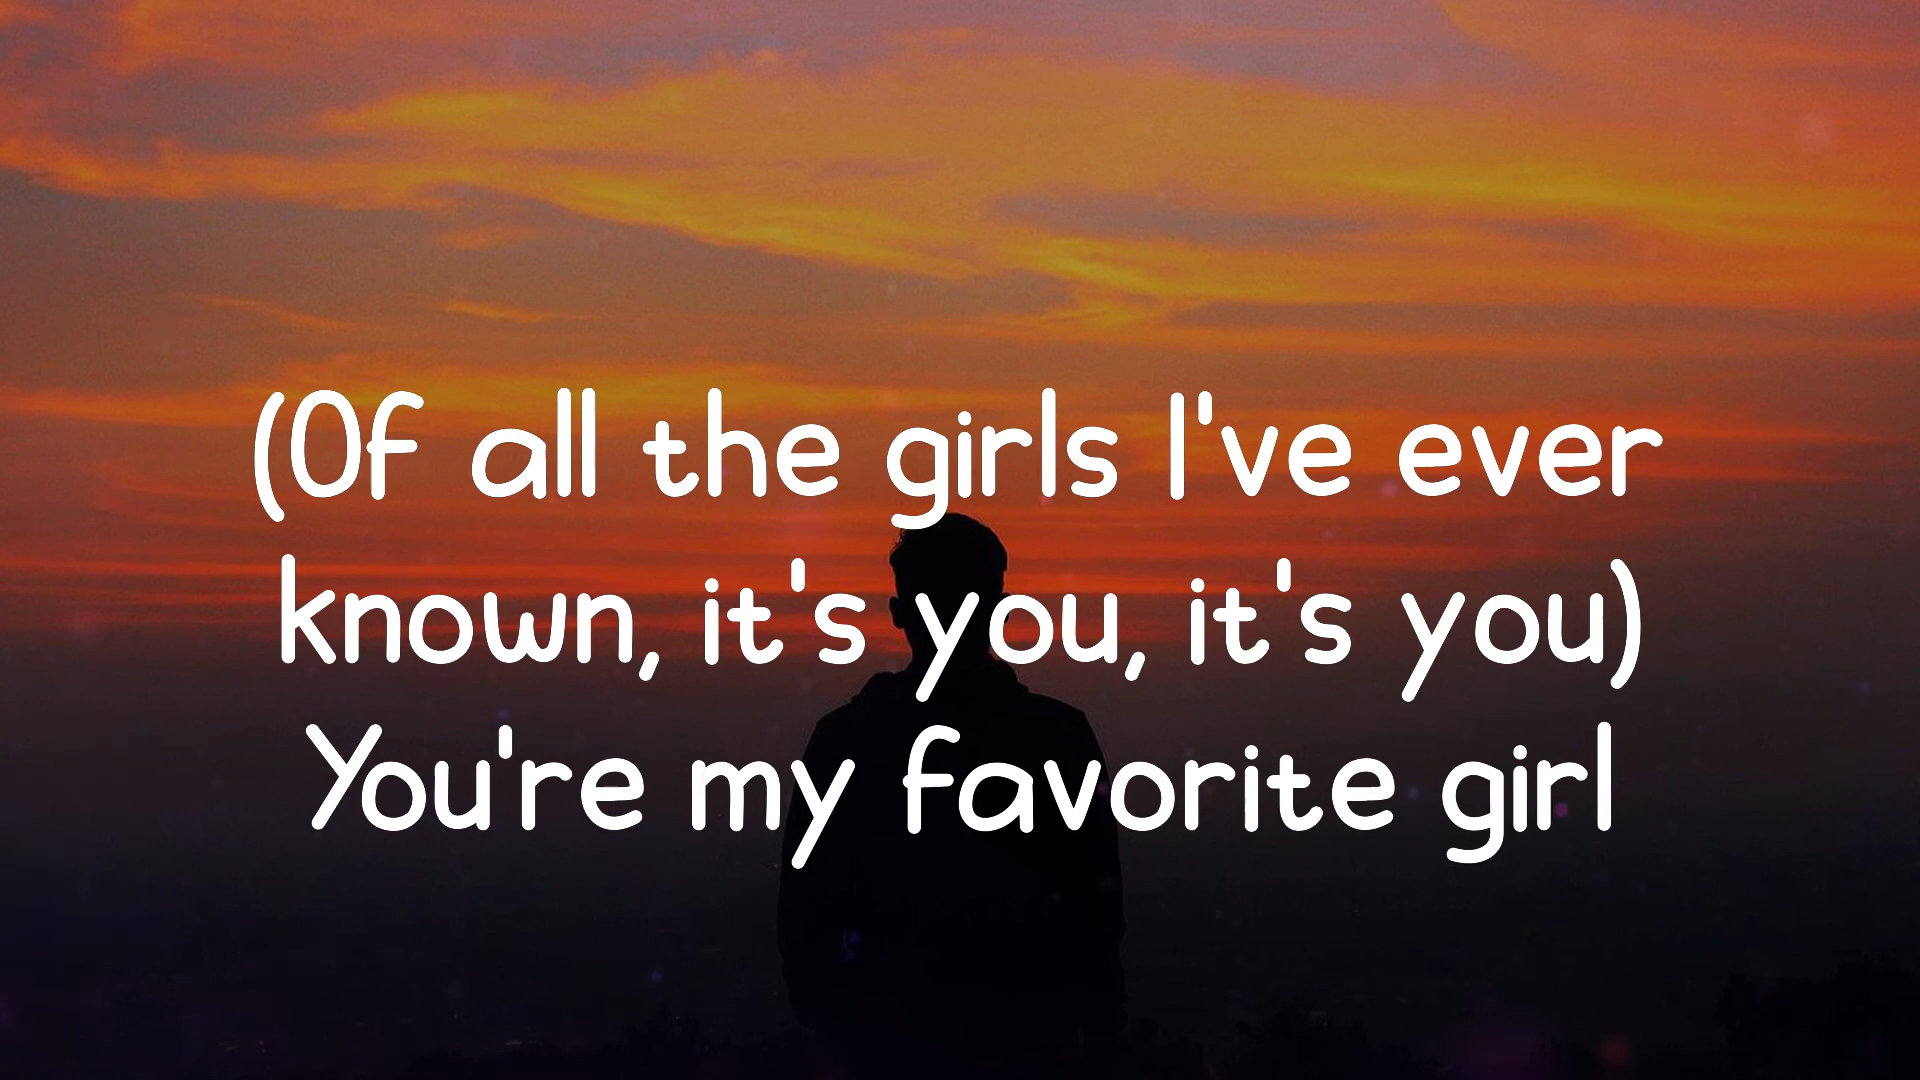 (Of all the girls I've ever
known, it's you, it's you)
You're my favorite girl